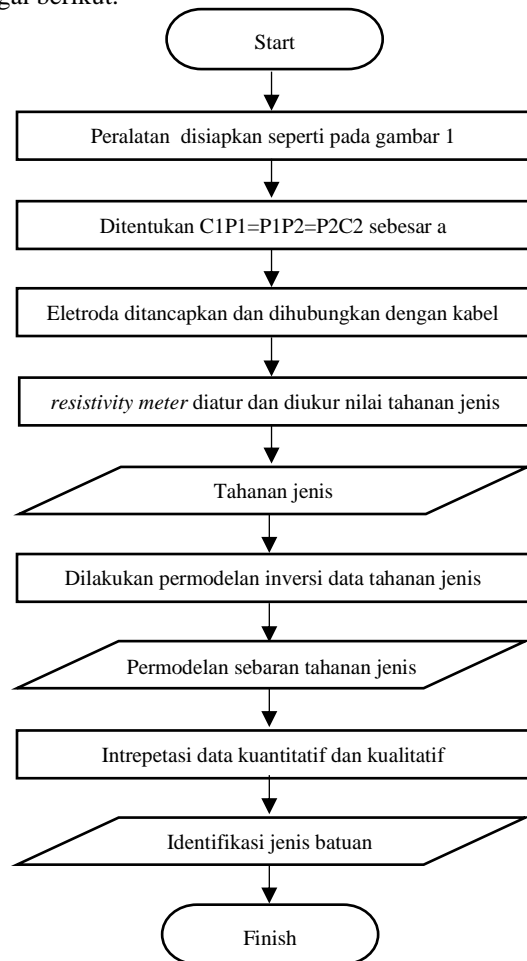 Start
Peralatan disiapkan seperti pada gambar 1
Ditentukan C1P1=P1P2=P2C2 sebesar a
Eletroda ditancapkan dan dihubungkan dengan kabel
resistivity meter diatur dan diukur nilai tahanan jenis
Tahanan jenis
Dilakukan permodelan inversi data tahanan jenis
Permodelan sebaran tahanan jenis
Intrepetasi data kuantitatif dan kualitatif
Identifikasi jenis batuan
Finish